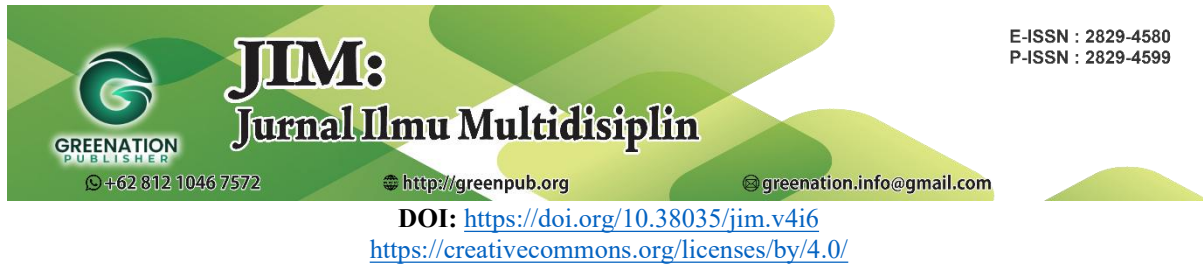 E-ISSN : 2829-4580
P-ISSN : 2829-4599
JIM:
Jurnal Ilmu Multidisiplin
G
GREENATION
PUBLISHER
+62 812 1046 7572
http://greenpub.org
greenation.info@gmail.com
DOI: https://doi.org/10.38035/jim.v4i6
https://creativecommons.org/licenses/by/4.0/